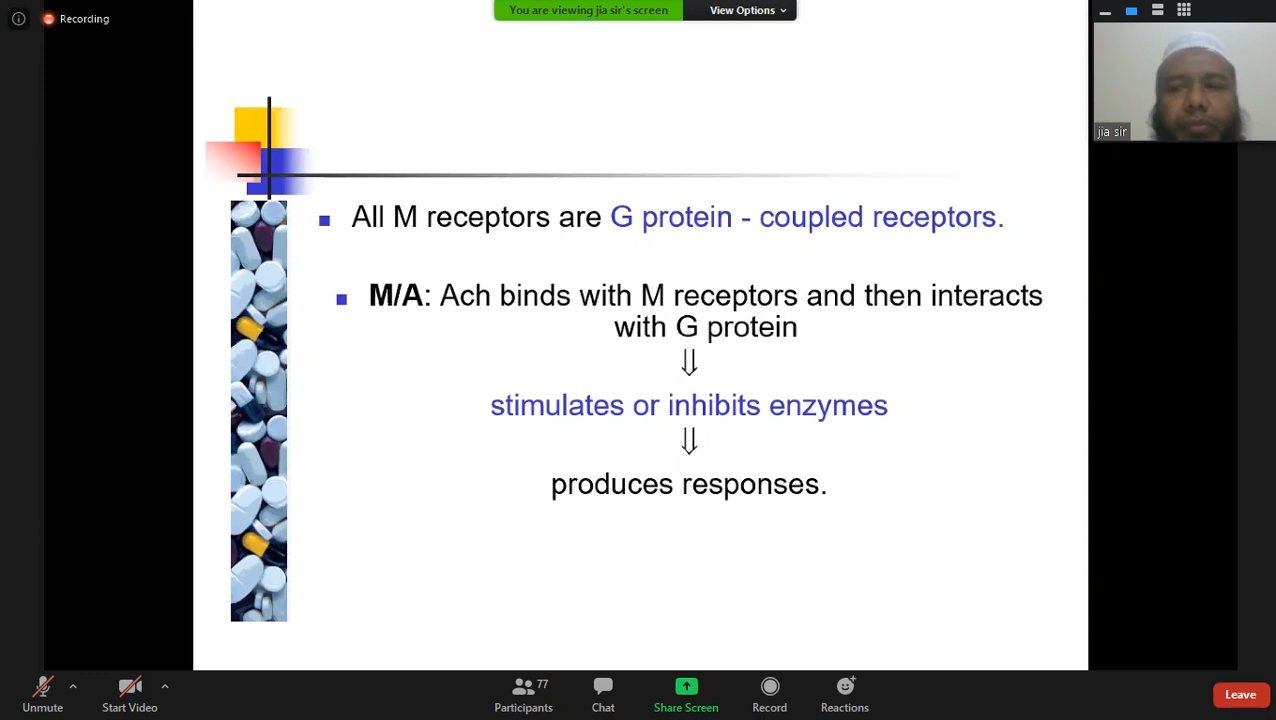 Recording
You are viewing jia sir's screen
View Options
jia sir
All M receptors are G protein - coupled receptors.
M/A: Ach binds with M receptors and then interacts
with G protein
⇓
stimulates or inhibits enzymes
⇓
produces responses.
Unmute
Start Video
77
Participants
Chat
Share Screen
Record
Reactions
Leave